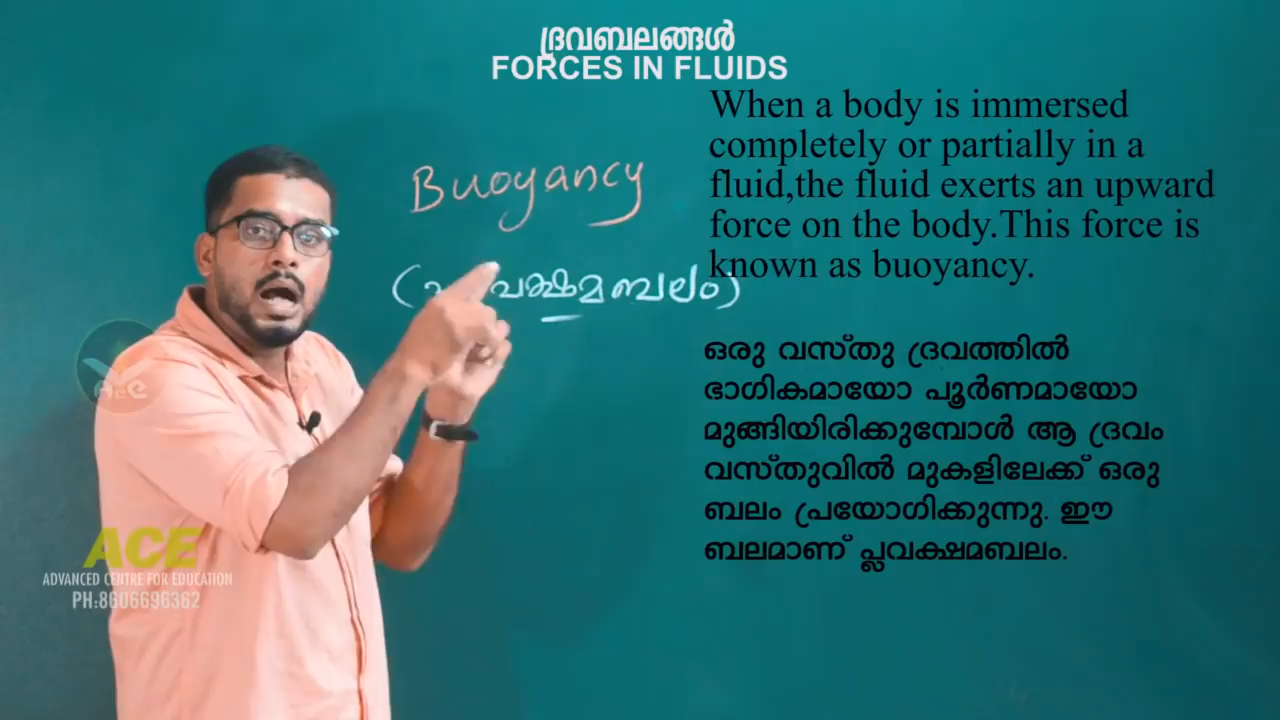 ദ്രവബലങ്ങൾ
FORCES IN FLUIDS
When a body is immersed
completely or partially in a
fluid,the fluid exerts an upward
force on the body.This force is
known as buoyancy.
Buoyancy
ഒരു വസ്തു ദ്രവത്തിൽ
ഭാഗികമായോ പൂർണമായോ
മുങ്ങിയിരിക്കുമ്പോൾ ആ ദ്രവം
വസ്തുവിൽ മുകളിലേക്ക് ഒരു
ബലം പ്രയോഗിക്കുന്നു. ഈ
ബലമാണ് പ്ലവക്ഷമബലം.
ACE
ADVANCED CENTRE FOR EDUCATION
PH:8606696362